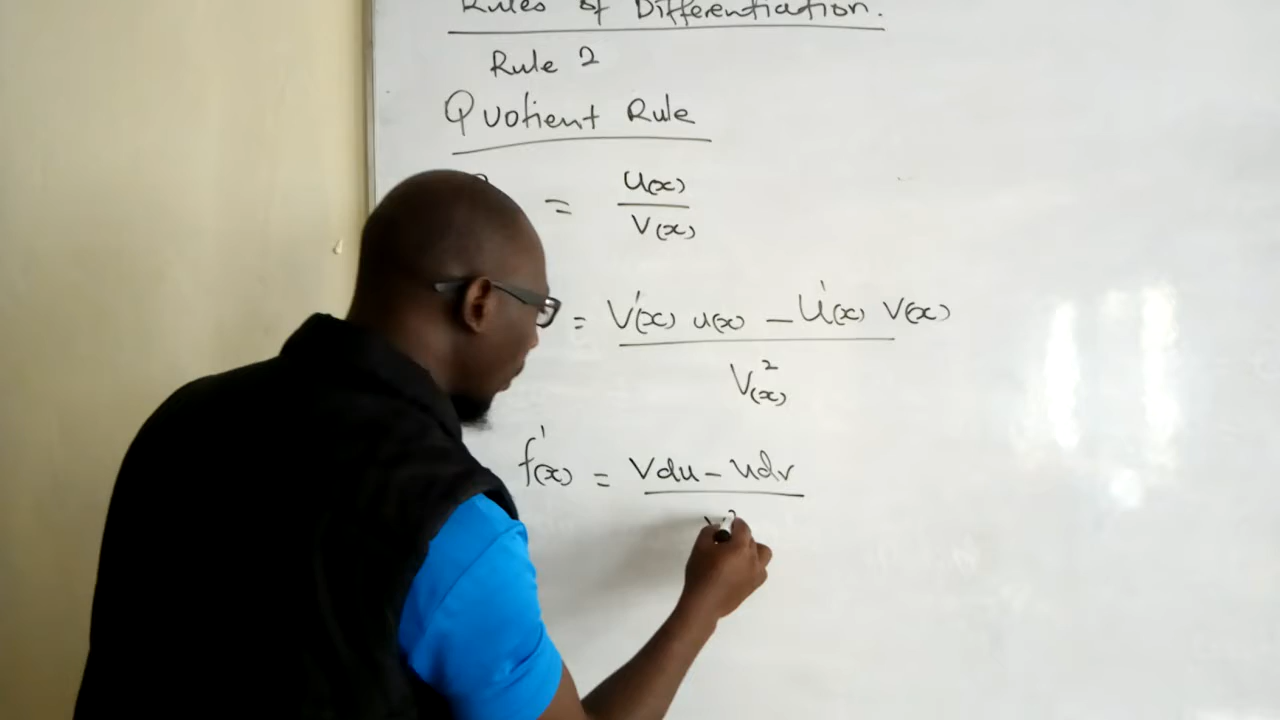 Rules of Differentiation.
Rule 2
Quotient Rule
= u(x) / v(x)
= v'(x) u(x) - u'(x) v(x) / v²(x)
f'(x) = vdu - udv